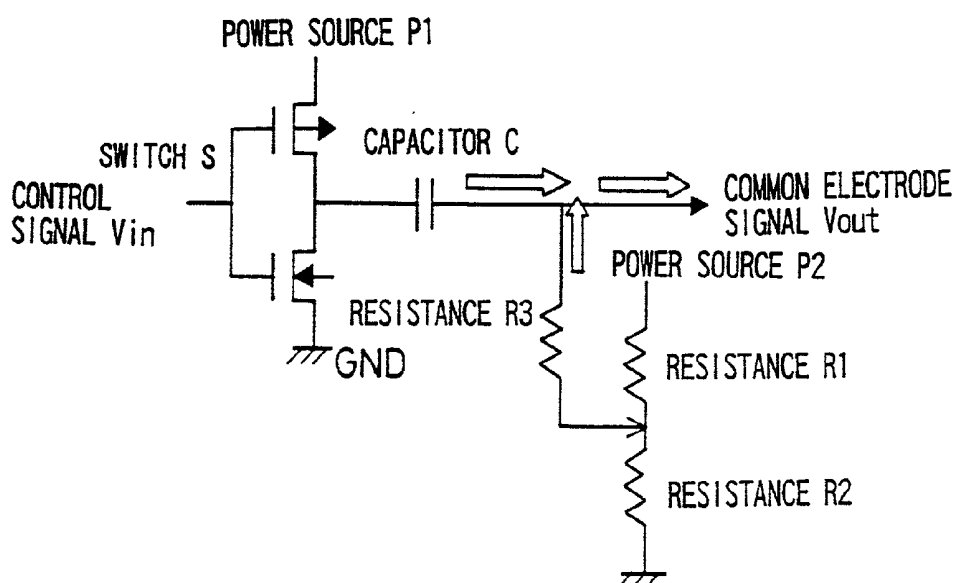 POWER SOURCE P1
CAPACITOR C
SWITCH S
CONTROL
SIGNAL Vin
COMMON ELECTRODE
SIGNAL Vout
POWER SOURCE P2
RESISTANCE R3
GND
RESISTANCE R1
RESISTANCE R2